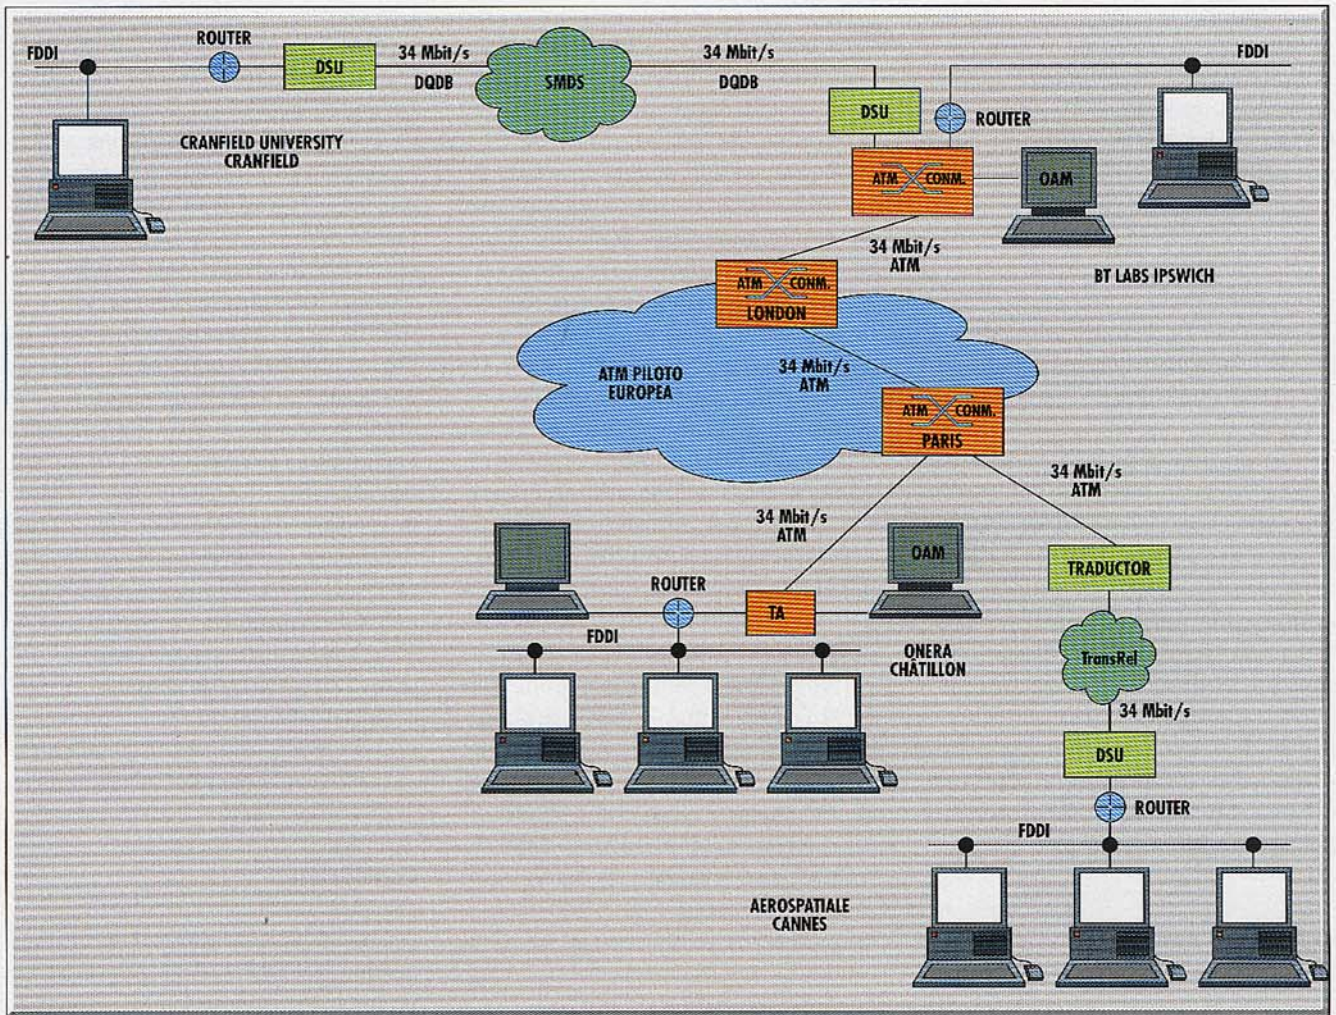 FDDI
ROUTER
DSU
34 Mbit/s
DQDB
SMDS
34 Mbit/s
DQDB
FDDI
DSU
ROUTER
CRANFIELD UNIVERSITY
CRANFIELD
ATM CONM.
OAM
34 Mbit/s
ATM
BT LABS IPSWICH
ATM CONM.
LONDON
34 Mbit/s
ATM
ATM PILOTO
EUROPEA
ATM CONM.
PARIS
34 Mbit/s
ATM
34 Mbit/s
ATM
OAM
TRADUCTOR
ROUTER
TA
FDDI
ONERA
CHÂTILLON
TransRel
34 Mbit/s
DSU
ROUTER
FDDI
AEROSPATIALE
CANNES